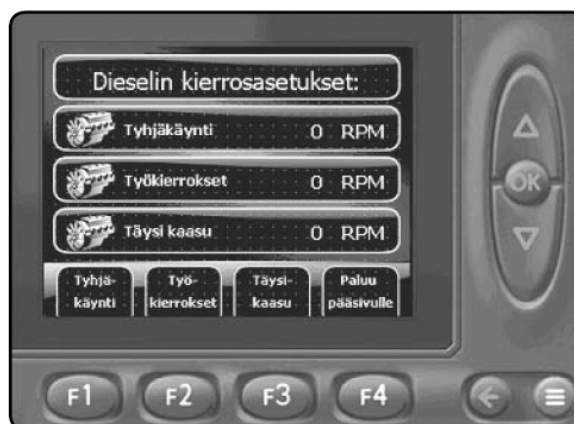 Dieselin kierrosasetukset:
Tyhjäkäynti 0 RPM
Työkierrokset 0 RPM
Täysi kaasu 0 RPM
Tyhjä- Työ- Täysi- Paluu
käynti kierrokset kaasu pääsivulle
OK
F1 F2 F3 F4